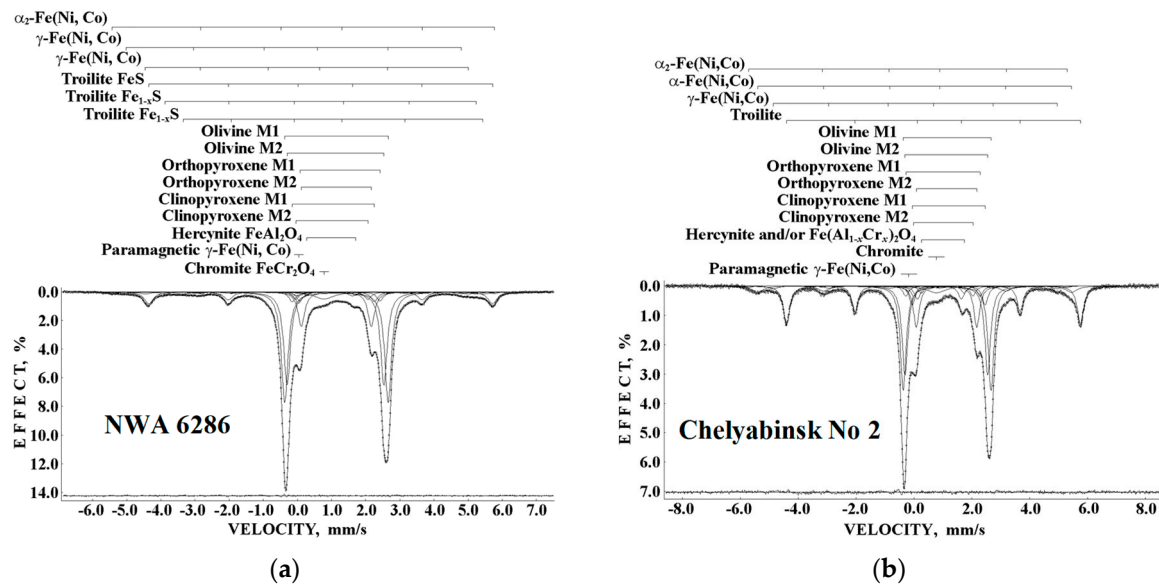 α₂-Fe(Ni, Co)
γ-Fe(Ni, Co)
γ-Fe(Ni, Co)
Troilite FeS
Troilite Fe₁₋ₓS
Troilite Fe₁₋ₓS
Olivine M1
Olivine M2
Orthopyroxene M1
Orthopyroxene M2
Clinopyroxene M1
Clinopyroxene M2
Hercynite FeAl₂O₄
Paramagnetic γ-Fe(Ni, Co)
Chromite FeCr₂O₄
0.0
2.0
4.0
6.0
8.0
10.0
12.0
14.0
EFFECT, %
NWA 6286
-6.0 -5.0 -4.0 -3.0 -2.0 -1.0 0.0 1.0 2.0 3.0 4.0 5.0 6.0 7.0
VELOCITY, mm/s
(a)
α₂-Fe(Ni,Co)
α-Fe(Ni,Co)
γ-Fe(Ni,Co)
Troilite
Olivine M1
Olivine M2
Orthopyroxene M1
Orthopyroxene M2
Clinopyroxene M1
Clinopyroxene M2
Hercynite and/or Fe(Al₁₋ₓCrₓ)₂O₄
Chromite
Paramagnetic γ-Fe(Ni,Co)
0.0
1.0
2.0
3.0
4.0
5.0
6.0
7.0
EFFECT, %
Chelyabinsk No 2
-8.0 -6.0 -4.0 -2.0 0.0 2.0 4.0 6.0 8.0
VELOCITY, mm/s
(b)